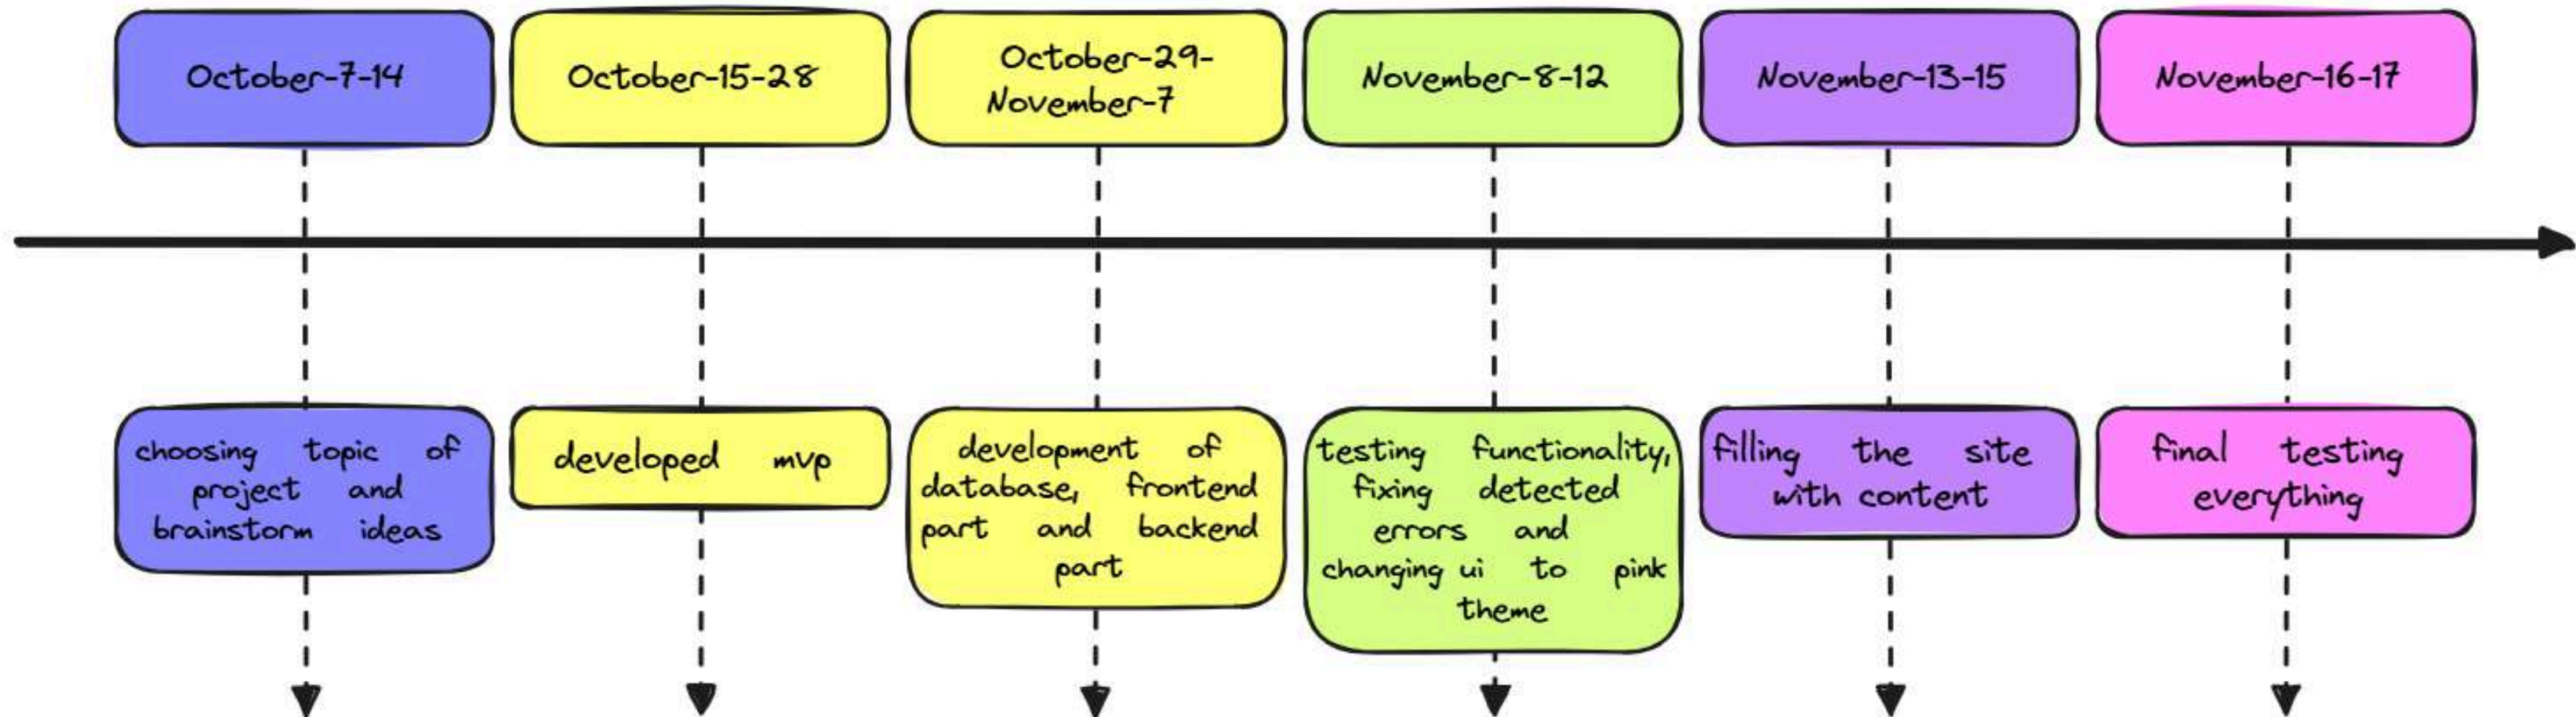 October-7-14
October-15-28
October-29-
November-7
November-8-12
November-13-15
November-16-17
choosing topic of
project and
brainstorm ideas
developed mvp
development of
database, frontend
part and backend
part
testing functionality,
fixing detected
errors and
changing ui to pink
theme
filling the site
with content
final testing
everything